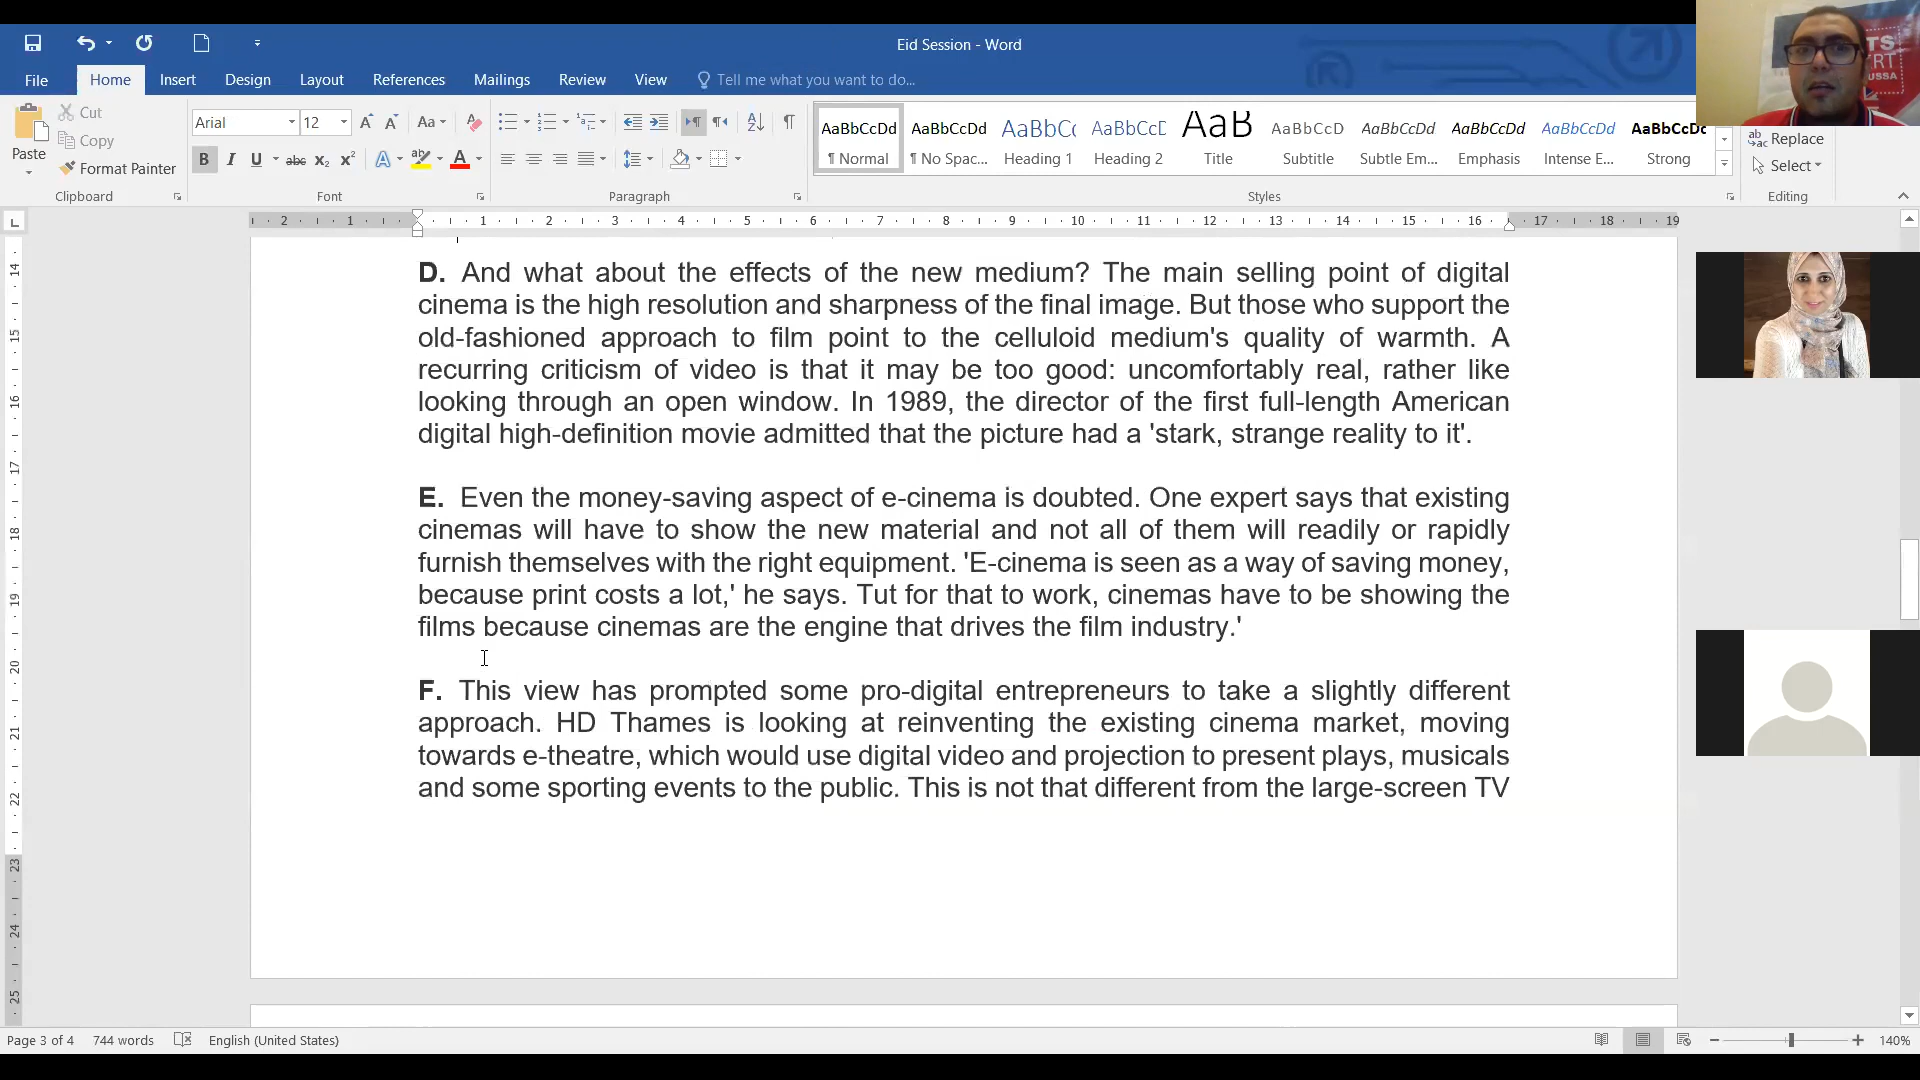 Eid Session - Word
File Home Insert Design Layout References Mailings Review View Tell me what you want to do...
Cut
Copy
Format Painter
Paste
Arial 12
Clipboard Font Paragraph Styles Editing
AaBbCcDd AaBbCcDd AaBbCc AaBbCcD AaB AaBbCcD AaBbCcDd AaBbCcDd AaBbCcDd AaBbCcDc
¶ Normal ¶ No Spac... Heading 1 Heading 2 Title Subtitle Subtle Em... Emphasis Intense E... Strong
Replace
Select
D. And what about the effects of the new medium? The main selling point of digital
cinema is the high resolution and sharpness of the final image. But those who support the
old-fashioned approach to film point to the celluloid medium's quality of warmth. A
recurring criticism of video is that it may be too good: uncomfortably real, rather like
looking through an open window. In 1989, the director of the first full-length American
digital high-definition movie admitted that the picture had a 'stark, strange reality to it'.
E. Even the money-saving aspect of e-cinema is doubted. One expert says that existing
cinemas will have to show the new material and not all of them will readily or rapidly
furnish themselves with the right equipment. 'E-cinema is seen as a way of saving money,
because print costs a lot,' he says. Tut for that to work, cinemas have to be showing the
films because cinemas are the engine that drives the film industry.'
F. This view has prompted some pro-digital entrepreneurs to take a slightly different
approach. HD Thames is looking at reinventing the existing cinema market, moving
towards e-theatre, which would use digital video and projection to present plays, musicals
and some sporting events to the public. This is not that different from the large-screen TV
Page 3 of 4 744 words English (United States) 140%